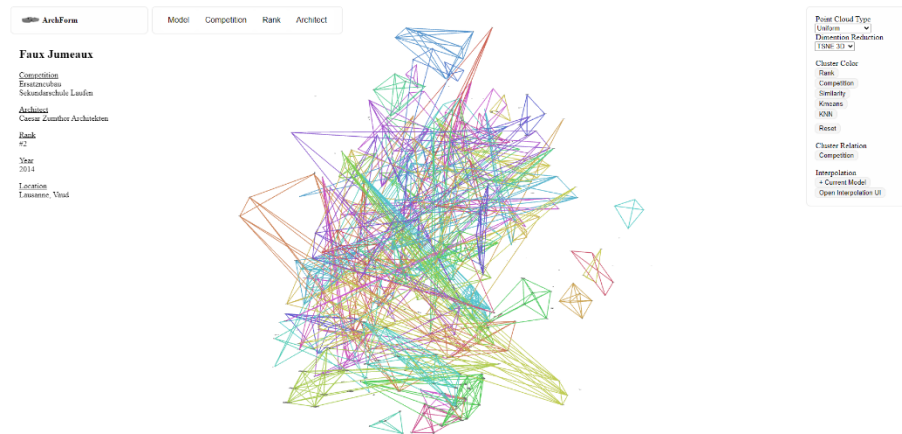 ArchForm
Model Competition Rank Architect
Faux Jumeaux
Competition
Ersatzneubau
Sekundarschule Laufen
Architect
Caesar Zumthor Architekten
Rank
#2
Year
2014
Location
Lausanne, Vaud
Point Cloud Type
Uniform
Dimention Reduction
TSNE 3D
Cluster Color
Rank
Competition
Similarity
Kmeans
KNN
Reset
Cluster Relation
Competition
Interpolation
+ Current Model
Open Interpolation UI